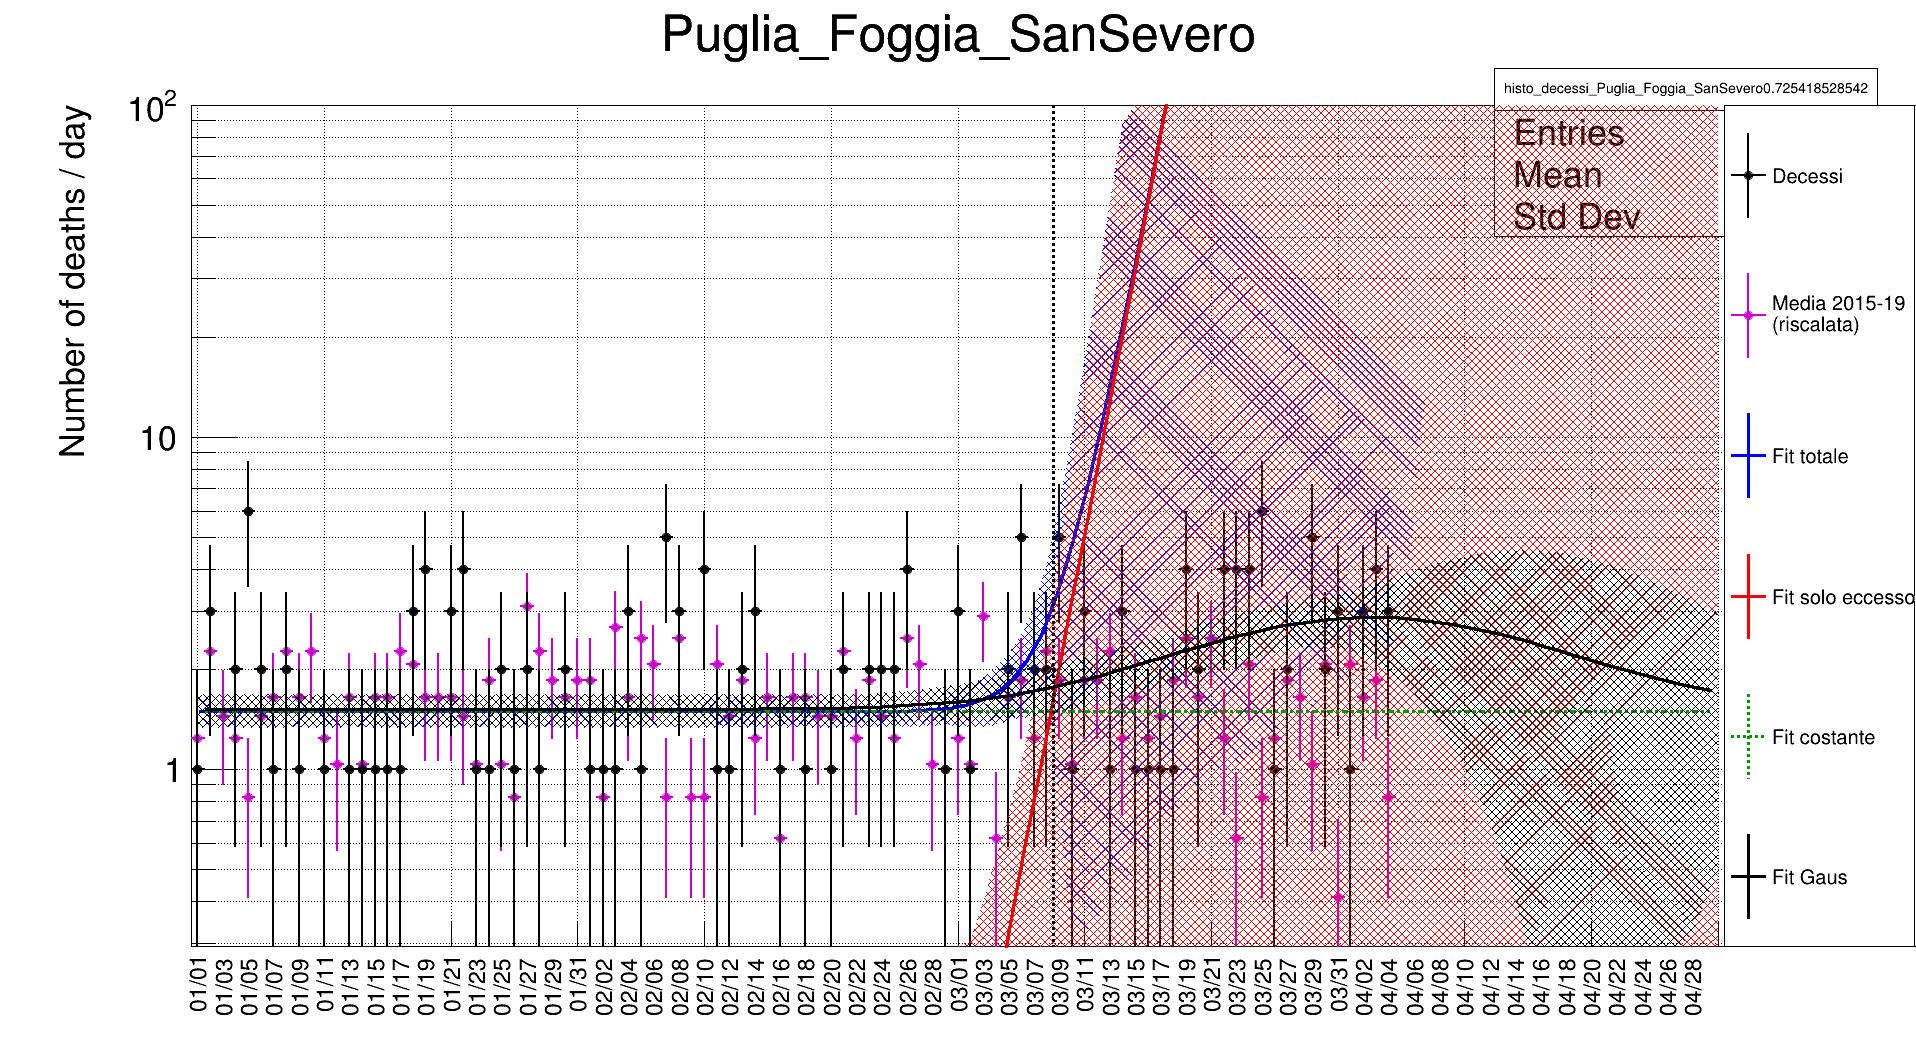 Puglia_Foggia_SanSevero
histo_decessi_Puglia_Foggia_SanSevero0.725418528542
Entries
Mean
Std Dev
Number of deaths / day
10²
10
1
Decessi
Media 2015-19
(riscalata)
Fit totale
Fit solo eccesso
Fit costante
Fit Gaus
01/01 01/03 01/05 01/07 01/09 01/11 01/13 01/15 01/17 01/19 01/21 01/23 01/25 01/27 01/29 01/31 02/02 02/04 02/06 02/08 02/10 02/12 02/14 02/16 02/18 02/20 02/22 02/24 02/26 02/28 03/01 03/03 03/05 03/07 03/09 03/11 03/13 03/15 03/17 03/19 03/21 03/23 03/25 03/27 03/29 03/31 04/02 04/04 04/06 04/08 04/10 04/12 04/14 04/16 04/18 04/20 04/22 04/24 04/26 04/28